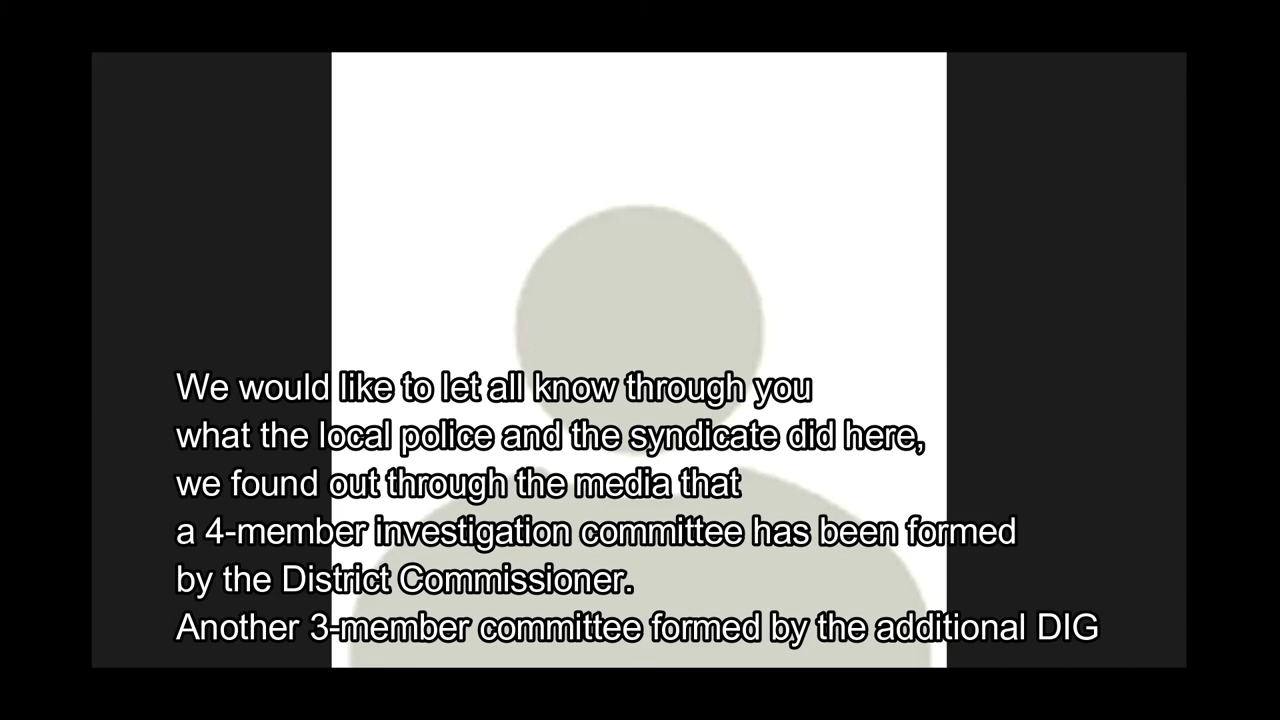 We would like to let all know through you
what the local police and the syndicate did here,
we found out through the media that
a 4-member investigation committee has been formed
by the District Commissioner.
Another 3-member committee formed by the additional DIG